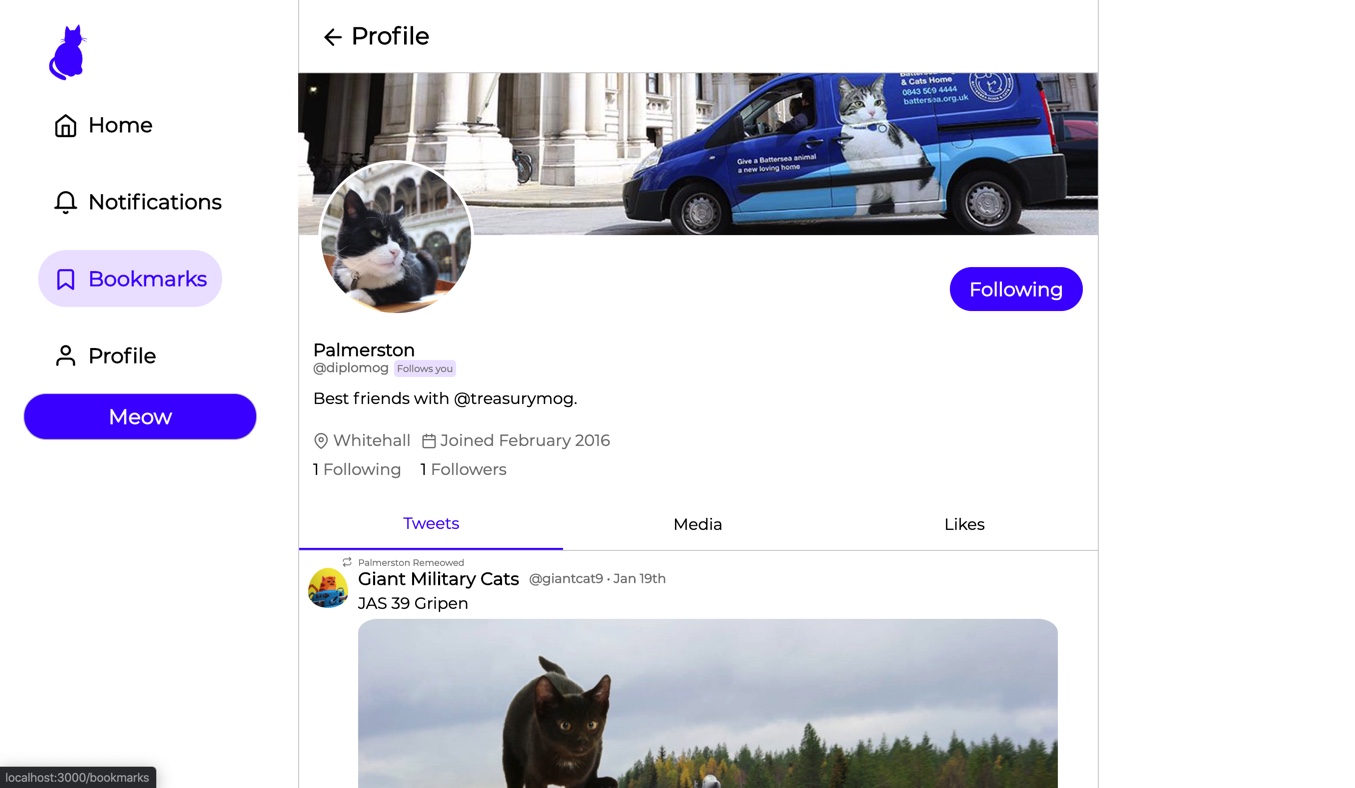 Profile
Home
Notifications
Bookmarks
Profile
Meow
& Cats Home
0843 509 4444
battersea.org.uk
Give a Battersea animal
a new loving home
Following
Palmerston
@diplomog Follows you
Best friends with @treasurymog.
Whitehall Joined February 2016
1 Following 1 Followers
Tweets Media Likes
Palmerston Remeowed
Giant Military Cats @giantcat9 • Jan 19th
JAS 39 Gripen
localhost:3000/bookmarks